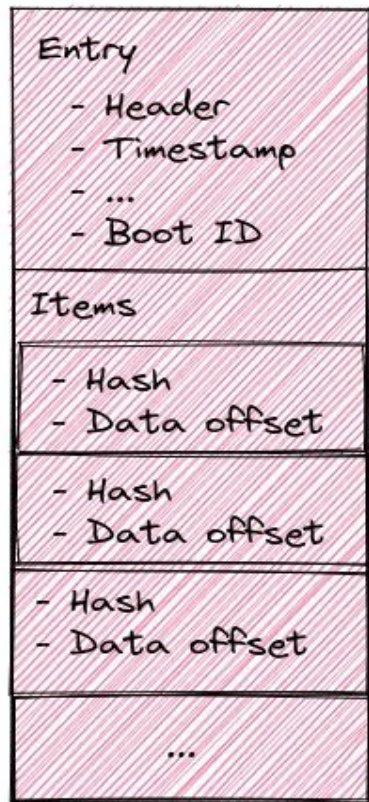 Entry
- Header
- Timestamp
- ...
- Boot ID
Items
- Hash
- Data offset
- Hash
- Data offset
- Hash
- Data offset
...